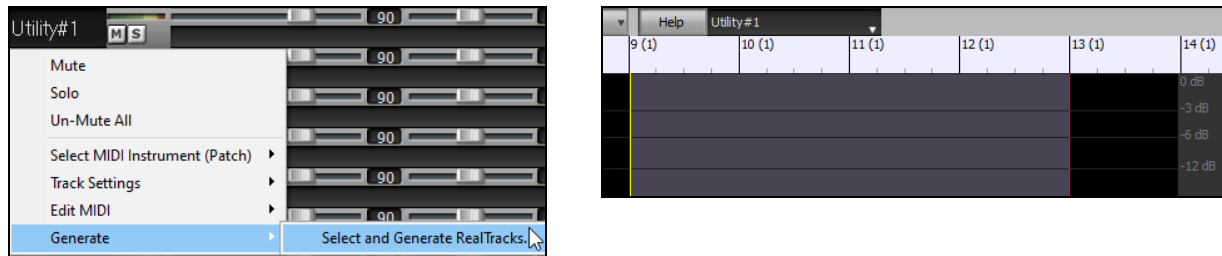 Utility#1
M S
90
90
90
90
90
90
Mute
Solo
Un-Mute All
Select MIDI Instrument (Patch)
Track Settings
Edit MIDI
Generate
Select and Generate RealTracks.
Help Utility#1
9 (1) 10 (1) 11 (1) 12 (1) 13 (1) 14 (1)
0 dB
-3 dB
-6 dB
-12 dB